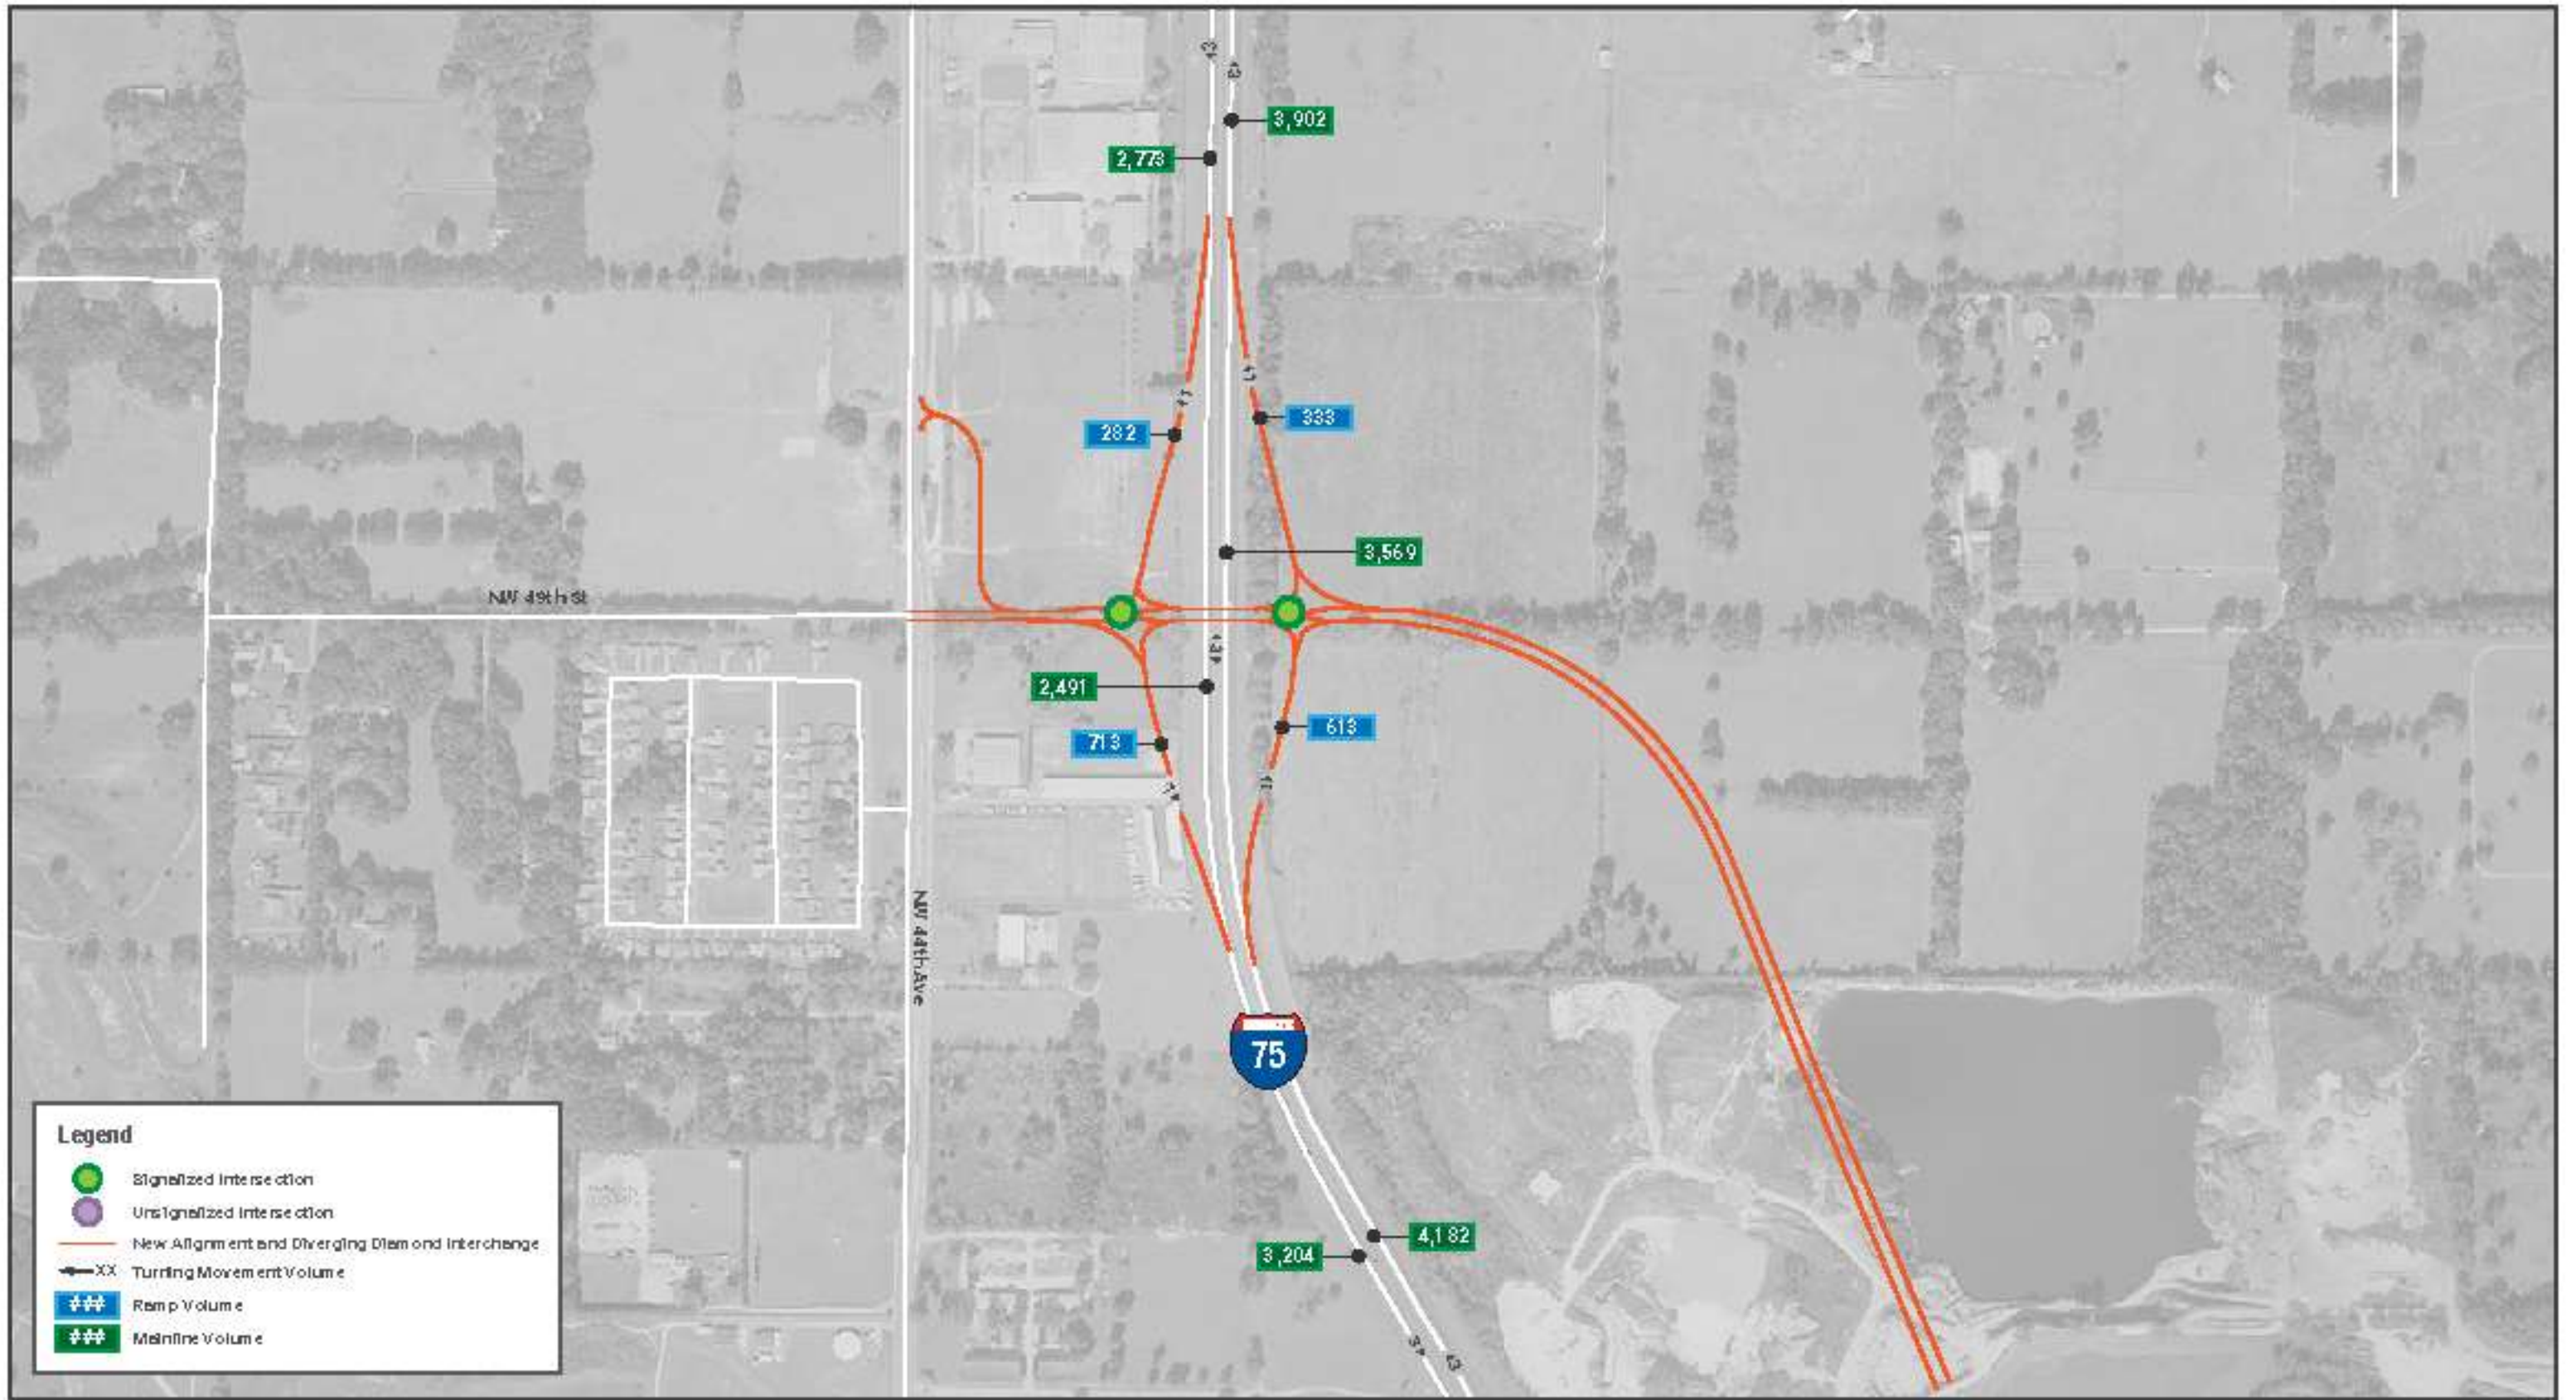 3,902
2,773
282
333
3,569
NW 49th St
2,491
713
613
NW 44th Ave
75
4,182
3,204
Legend
Signalized Intersection
Unsignalized Intersection
New Alignment and Diverging Diamond Interchange
XX Turning Movement Volume
### Ramp Volume
### Mainline Volume